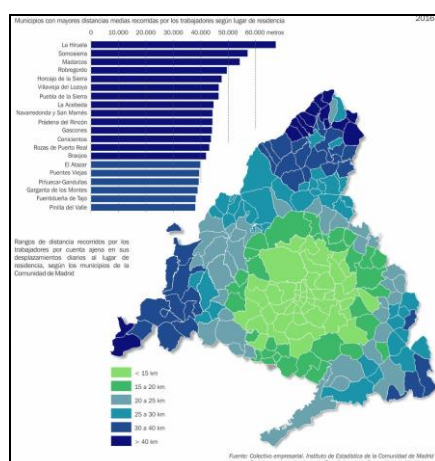 Municipios con mayores distancias medias recorridas por los trabajadores según lugar de residencia
2016
10.000 20.000 30.000 40.000 50.000 60.000 metros
La Hiruela
Somosierra
Madarcos
Robregordo
Horcajo de la Sierra
Villavieja del Lozoya
Puebla de la Sierra
La Acebeda
Navarredonda y San Mamés
Prádena del Rincón
Gascones
Cenicientos
Rozas de Puerto Real
Braojos
El Atazar
Puentes Viejas
Piñuécar-Gandullas
Garganta de los Montes
Fuentidueña de Tajo
Pinilla del Valle
Rangos de distancia recorridos por los
trabajadores por cuenta ajena en sus
desplazamientos diarios al lugar de
residencia, según los municipios de la
Comunidad de Madrid
< 15 km
15 a 20 km
20 a 25 km
25 a 30 km
30 a 40 km
> 40 km
Fuente: Colectivo empresarial. Instituto de Estadística de la Comunidad de Madrid